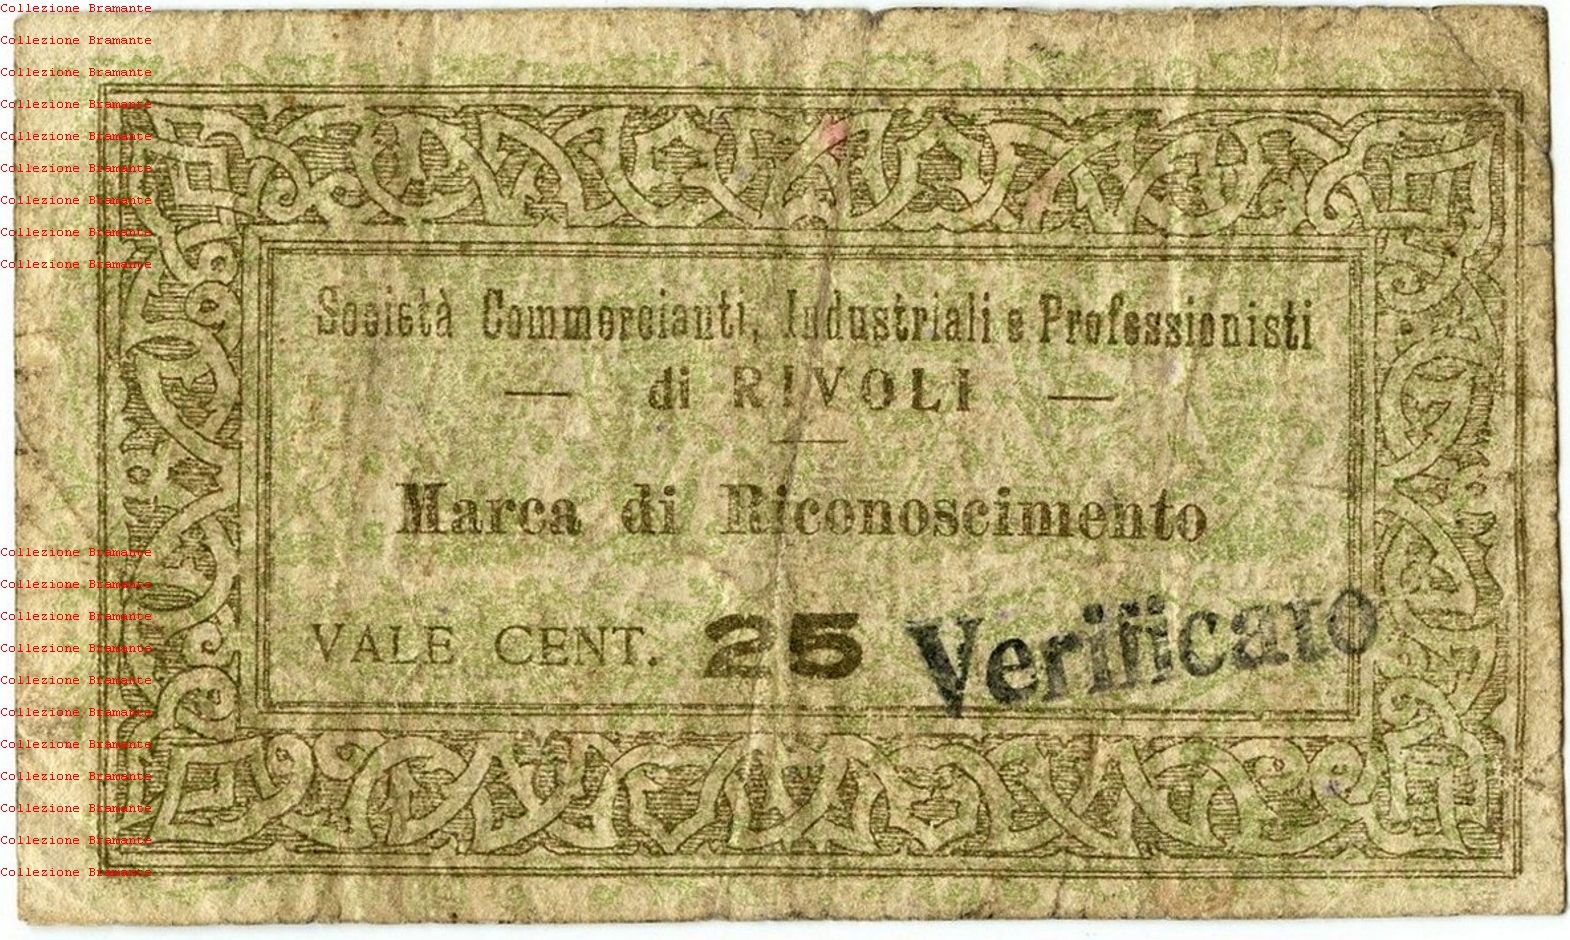 Collezione Bramante
Collezione Bramante
Collezione Bramante
Collezione Bramante
Collezione Bramante
Collezione Bramante
Collezione Bramante
Collezione Bramante
Collezione Bramante
Società Commercianti, Industriali e Professionisti
— di RIVOLI —
Marca di Riconoscimento
VALE CENT. 25 Verificato
Collezione Bramante
Collezione Bramante
Collezione Bramante
Collezione Bramante
Collezione Bramante
Collezione Bramante
Collezione Bramante
Collezione Bramante
Collezione Bramante
Collezione Bramante
Collezione Bramante